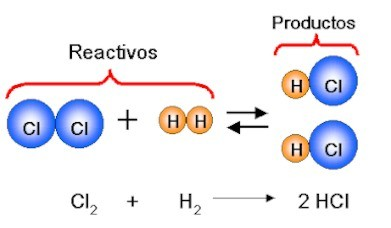 Productos
Reactivos
H Cl
Cl Cl + H H
H Cl
Cl₂ + H₂ → 2 HCl